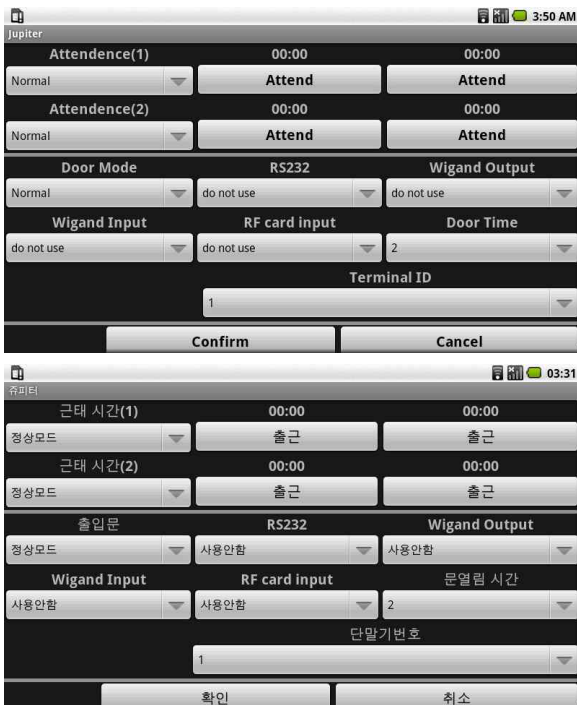 3:50 AM
Jupiter
Attendence(1) 00:00 00:00
Normal Attend Attend
Attendence(2) 00:00 00:00
Normal Attend Attend
Door Mode RS232 Wigand Output
Normal do not use do not use
Wigand Input RF card input Door Time
do not use do not use 2
Terminal ID
1
Confirm Cancel
03:31
쥬피터
근태 시간(1) 00:00 00:00
정상모드 출근 출근
근태 시간(2) 00:00 00:00
정상모드 출근 출근
출입문 RS232 Wigand Output
정상모드 사용안함 사용안함
Wigand Input RF card input 문열림 시간
사용안함 사용안함 2
단말기번호
1
확인 취소